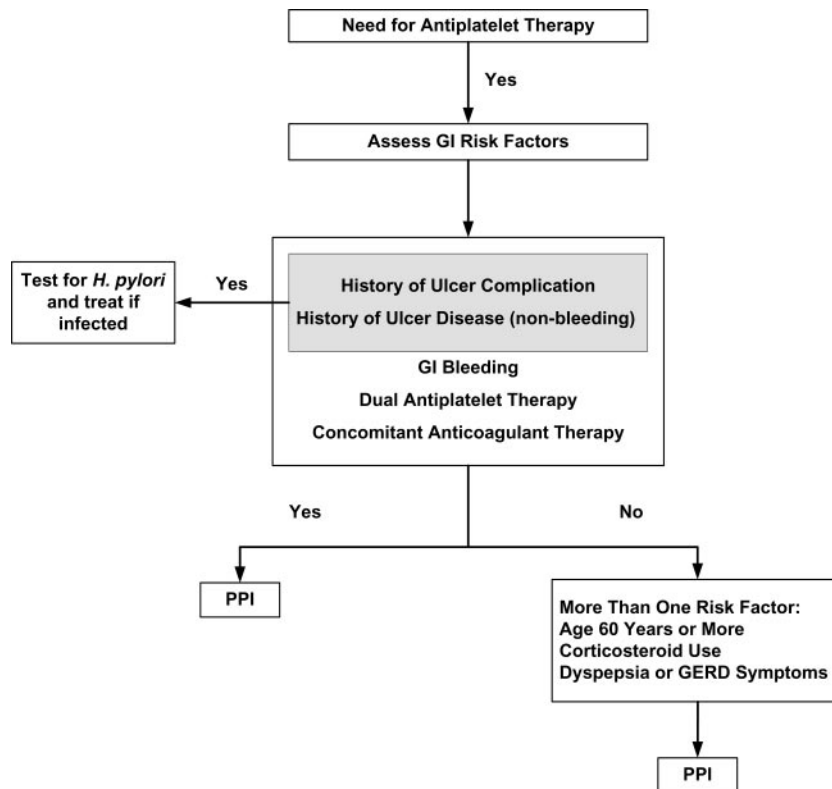 Need for Antiplatelet Therapy
Yes
Assess GI Risk Factors
Test for H. pylori
and treat if
infected
Yes
History of Ulcer Complication
History of Ulcer Disease (non-bleeding)
GI Bleeding
Dual Antiplatelet Therapy
Concomitant Anticoagulant Therapy
Yes
No
PPI
More Than One Risk Factor:
Age 60 Years or More
Corticosteroid Use
Dyspepsia or GERD Symptoms
PPI